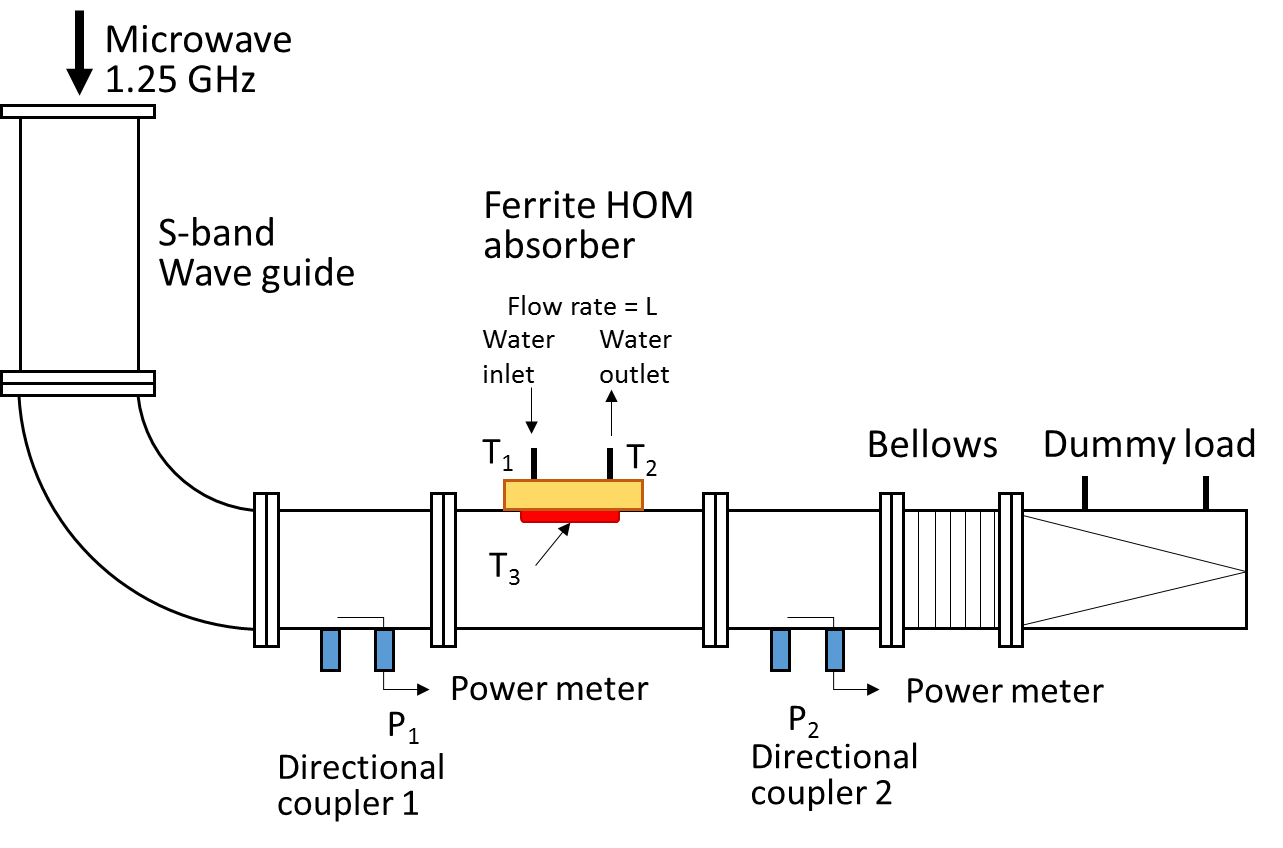 Microwave
1.25 GHz
S-band
Wave guide
Ferrite HOM
absorber
Flow rate = L
Water
inlet
Water
outlet
T1
T2
T3
Bellows
Dummy load
Power meter
P1
Directional
coupler 1
Power meter
P2
Directional
coupler 2